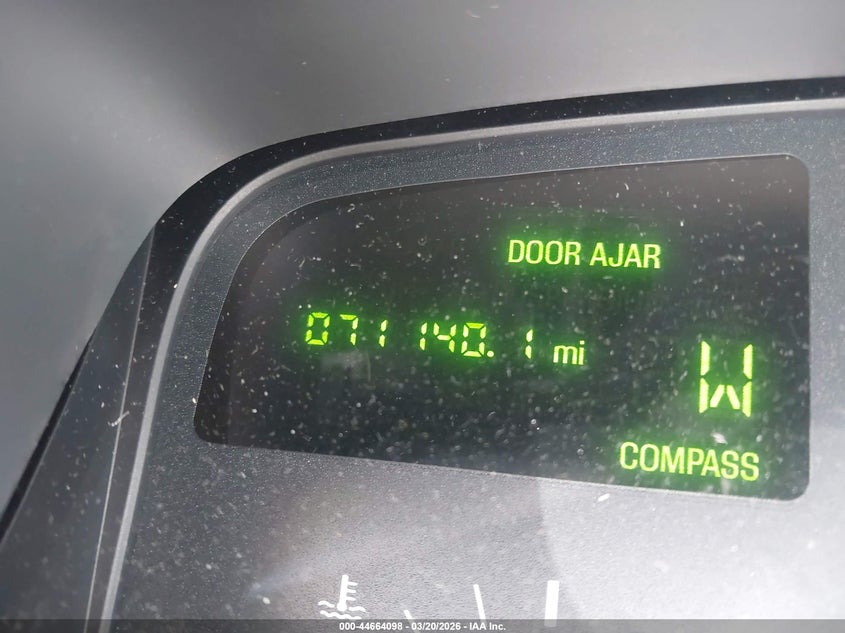 DOOR AJAR
071140.1 mi
W
COMPASS
000-44664098 - 03/20/2026 - IAA Inc.